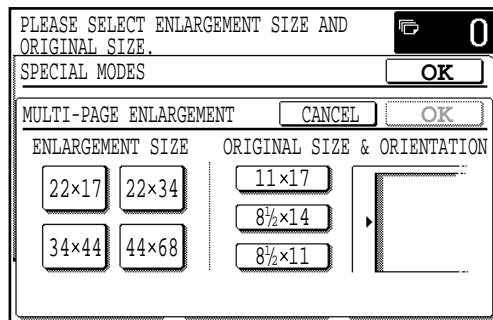 PLEASE SELECT ENLARGEMENT SIZE AND
ORIGINAL SIZE.
0
SPECIAL MODES
OK
MULTI-PAGE ENLARGEMENT
CANCEL
OK
ENLARGEMENT SIZE
ORIGINAL SIZE & ORIENTATION
22×17
22×34
11×17
8½×14
34×44
44×68
8½×11